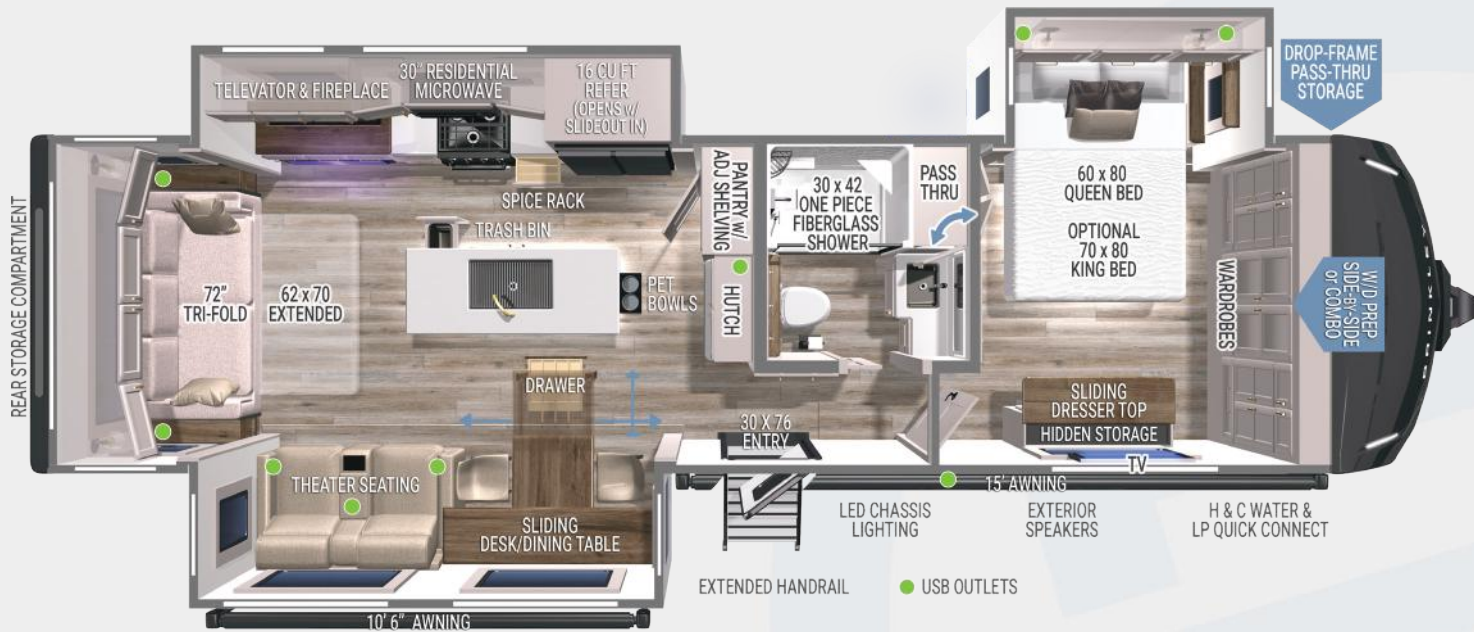 TELEVATOR & FIREPLACE
30" RESIDENTIAL
MICROWAVE
16 CU FT
REFER
(OPENS w/
SLIDEOUT IN)
DROP-FRAME
PASS-THRU
STORAGE
REAR STORAGE COMPARTMENT
72"
TRI-FOLD
62 x 70
EXTENDED
SPICE RACK
TRASH BIN
PET
BOWLS
PANTRY w/
ADJ SHELVING
HUTCH
30 x 42
ONE PIECE
FIBERGLASS
SHOWER
PASS
THRU
60 x 80
QUEEN BED
OPTIONAL
70 x 80
KING BED
WARDROBES
W/D PREP
SIDE-BY-SIDE
or COMBO
BRINKLEY
DRAWER
30 X 76
ENTRY
SLIDING
DRESSER TOP
HIDDEN STORAGE
TV
THEATER SEATING
SLIDING
DESK/DINING TABLE
15' AWNING
LED CHASSIS
LIGHTING
EXTERIOR
SPEAKERS
H & C WATER &
LP QUICK CONNECT
EXTENDED HANDRAIL
USB OUTLETS
10' 6" AWNING